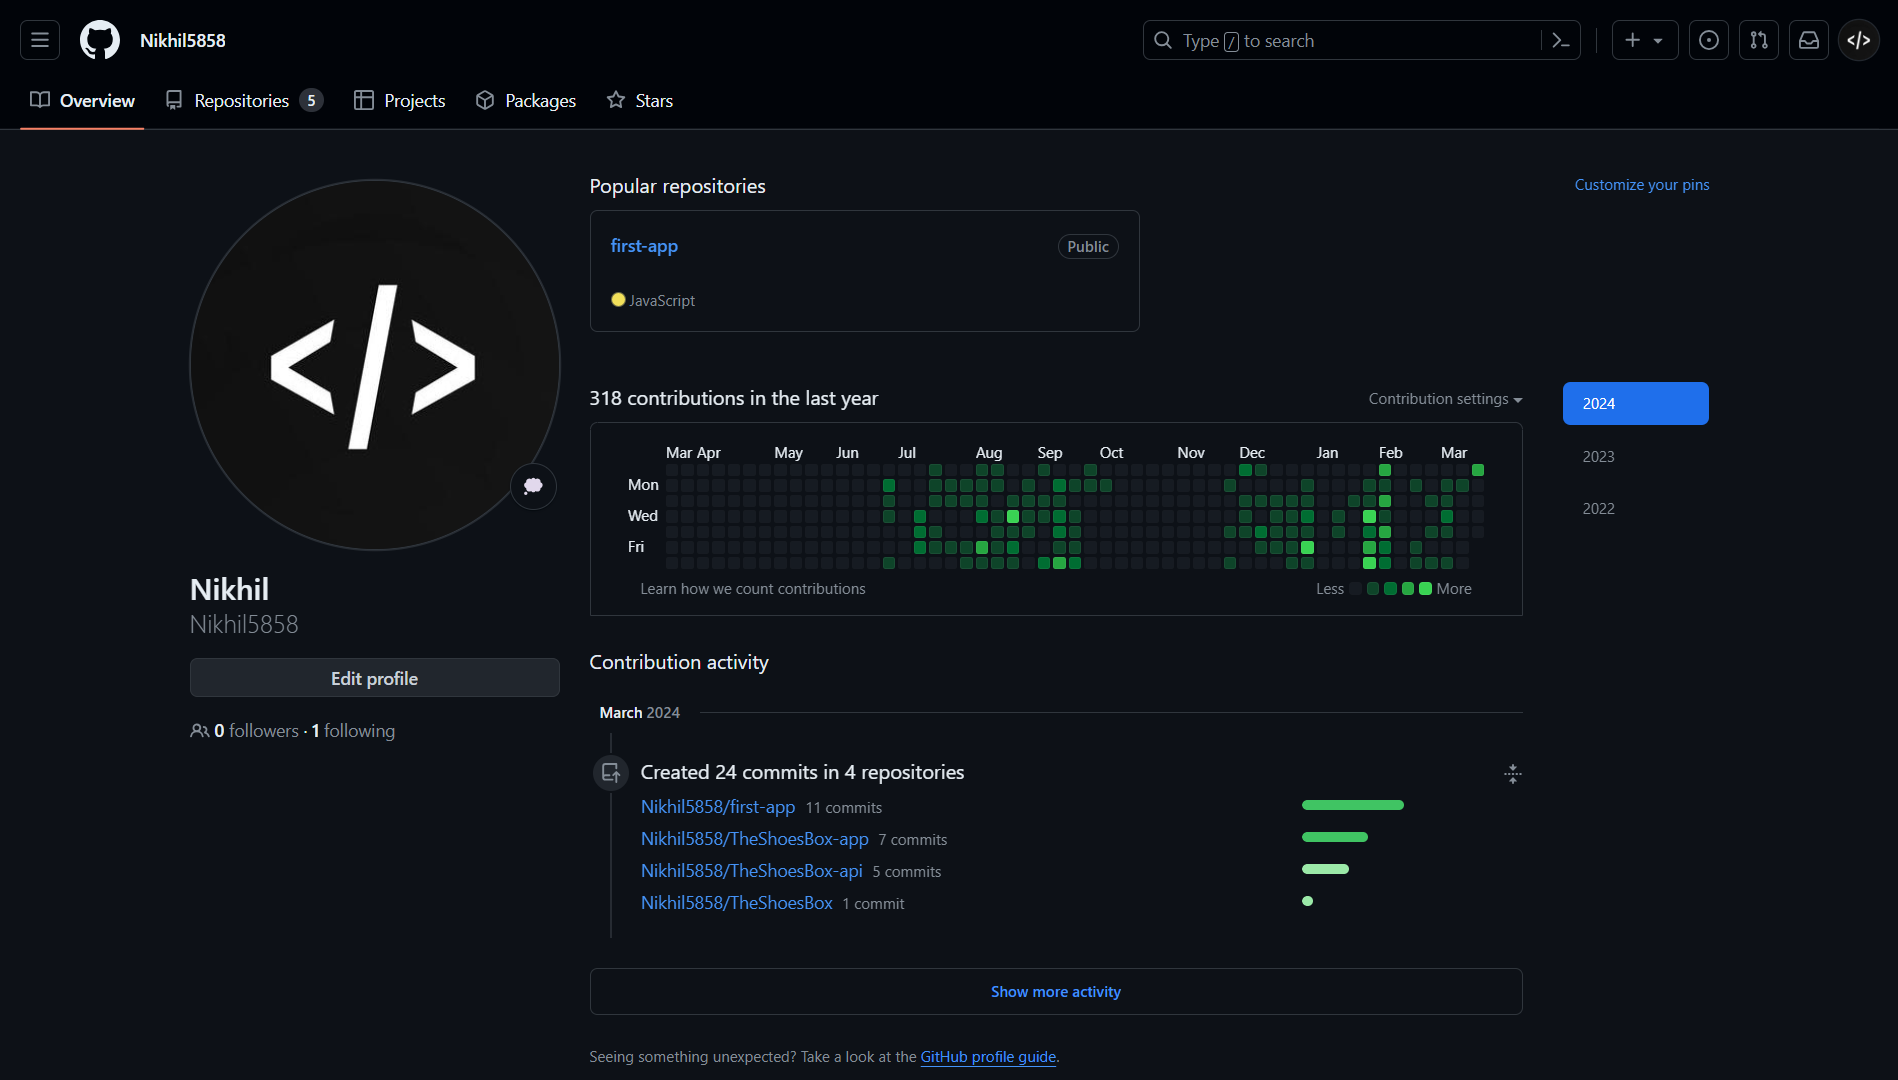 Nikhil5858
Type / to search
Overview
Repositories 5
Projects
Packages
Stars
</>
Nikhil
Nikhil5858
Edit profile
0 followers · 1 following
Popular repositories
Customize your pins
first-app
Public
JavaScript
318 contributions in the last year
Contribution settings
2024
2023
2022
Mar Apr May Jun Jul Aug Sep Oct Nov Dec Jan Feb Mar
Mon
Wed
Fri
Learn how we count contributions
Less More
Contribution activity
March 2024
Created 24 commits in 4 repositories
Nikhil5858/first-app 11 commits
Nikhil5858/TheShoesBox-app 7 commits
Nikhil5858/TheShoesBox-api 5 commits
Nikhil5858/TheShoesBox 1 commit
Show more activity
Seeing something unexpected? Take a look at the GitHub profile guide.